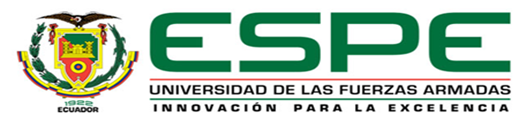 ESPE
UNIVERSIDAD DE LAS FUERZAS ARMADAS
INNOVACIÓN PARA LA EXCELENCIA
1922
ECUADOR